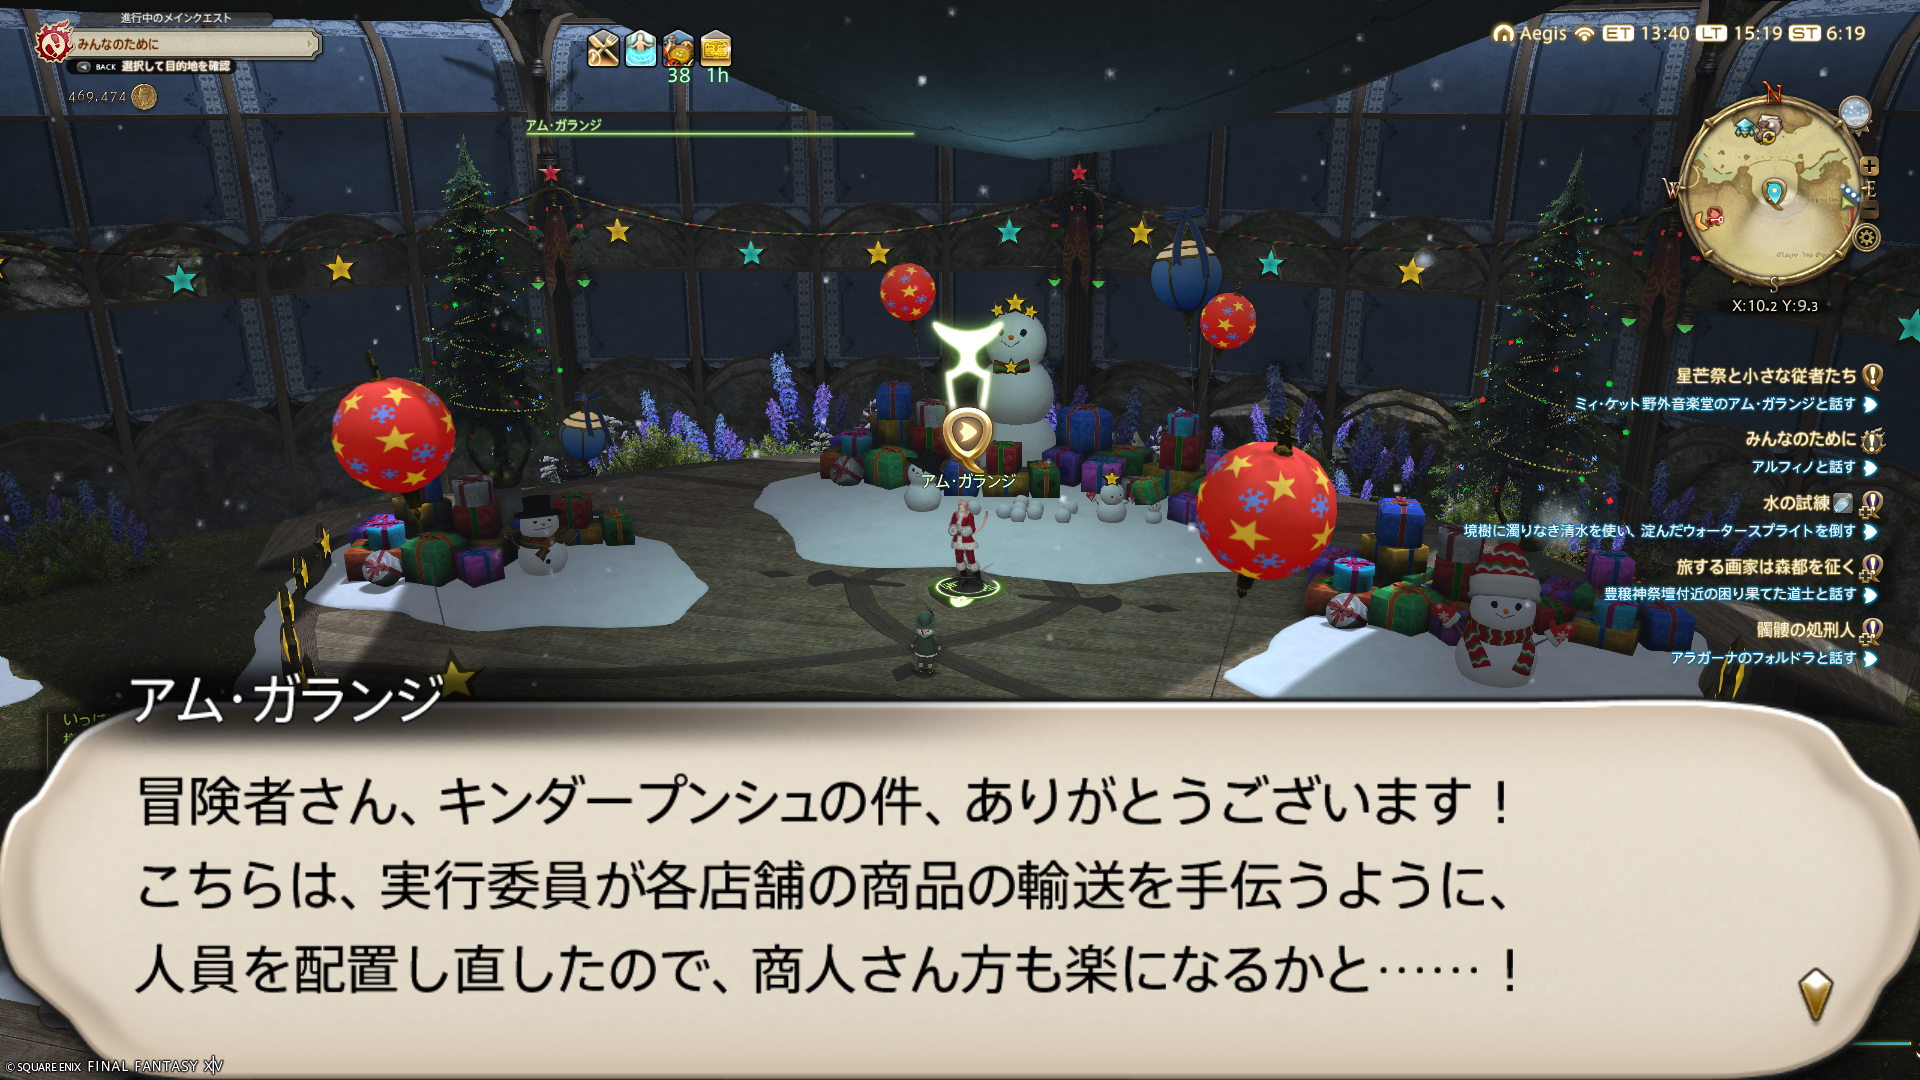 進行中のメインクエスト
みんなのために
BACK 選択して目的地を確認
469,474
38 1h
Aegis ET 13:40 LT 15:19 ST 6:19
アム・ガランジ
N
W
E
S
X:10.2 Y:9.3
星芒祭と小さな従者たち
ミィ・ケット野外音楽堂のアム・ガランジと話す
みんなのために
アルフィノと話す
水の試練
境樹に濁りなき清水を使い、淀んだウォータースプライトを倒す
旅する画家は森都を征く
豊穣神祭壇付近の困り果てた道士と話す
髑髏の処刑人
アラガーナのフォルドラと話す
アム・ガランジ
アム・ガランジ
冒険者さん、キンダープンシュの件、ありがとうございます！
こちらは、実行委員が各店舗の商品の輸送を手伝うように、
人員を配置し直したので、商人さん方も楽になるかと……！
© SQUARE ENIX FINAL FANTASY XIV